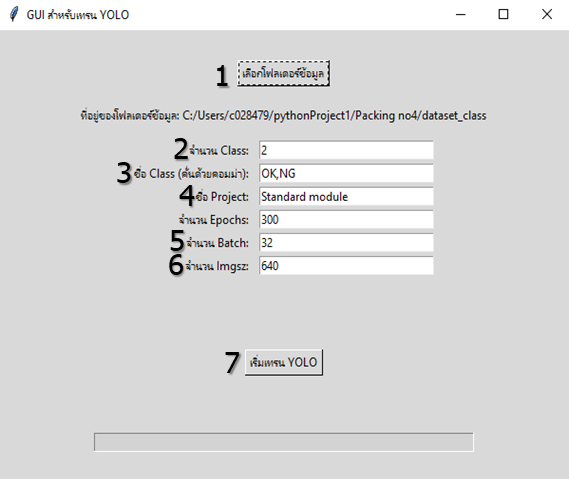 GUI สำหรับเทรน YOLO
1 เลือกโฟลเดอร์ข้อมูล
ที่อยู่ของโฟลเดอร์ข้อมูล: C:/Users/c028479/pythonProject1/Packing no4/dataset_class
2 จำนวน Class: 2
3 ชื่อ Class (คั่นด้วยคอมม่า): OK,NG
4 ชื่อ Project: Standard module
จำนวน Epochs: 300
5 จำนวน Batch: 32
6 จำนวน Imgsz: 640
7 เริ่มเทรน YOLO